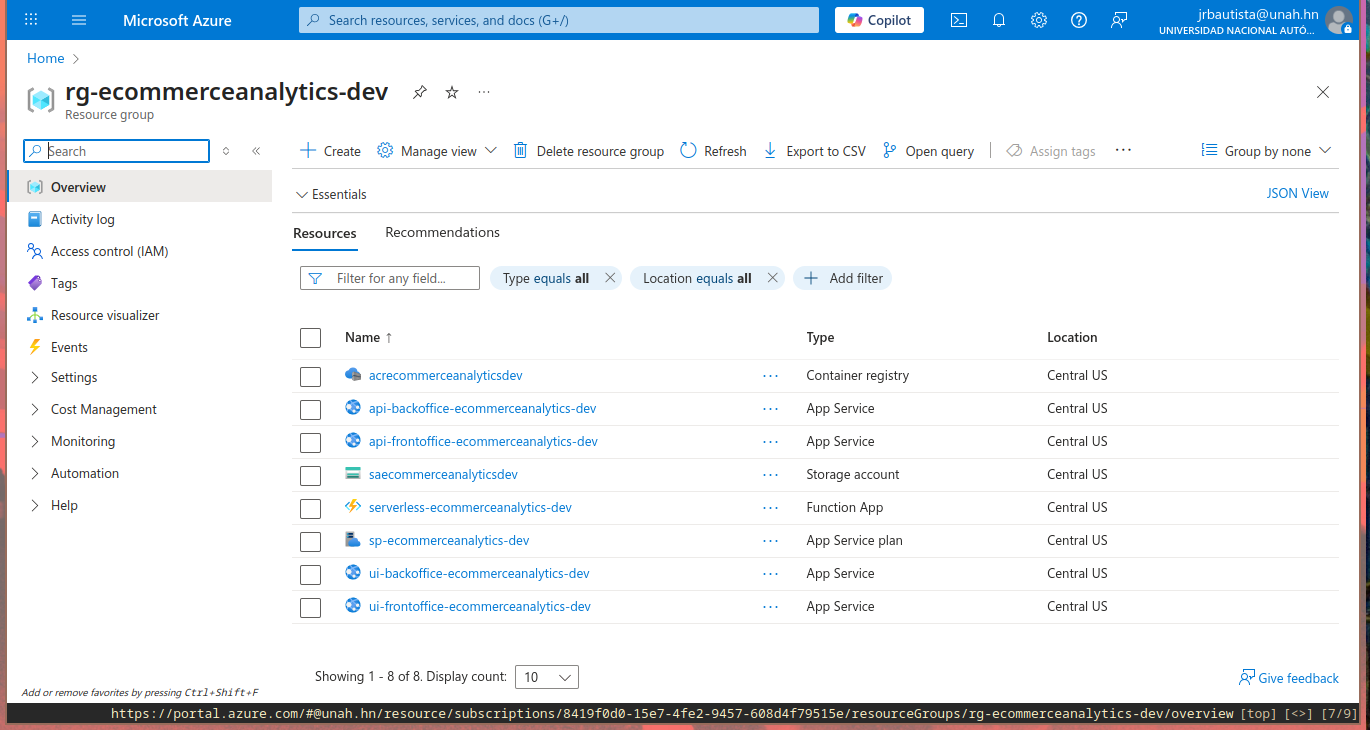 Microsoft Azure
Search resources, services, and docs (G+/)
Copilot
jrbautista@unah.hn
UNIVERSIDAD NACIONAL AUTÓ...
Home
rg-ecommerceanalytics-dev
Resource group
Search
Create
Manage view
Delete resource group
Refresh
Export to CSV
Open query
Assign tags
Group by none
Overview
Activity log
Access control (IAM)
Tags
Resource visualizer
Events
Settings
Cost Management
Monitoring
Automation
Help
Add or remove favorites by pressing Ctrl+Shift+F
Essentials
JSON View
Resources Recommendations
Filter for any field...
Type equals all
Location equals all
Add filter
Name ↑ Type Location
acrecommerceanalyticsdev ... Container registry Central US
api-backoffice-ecommerceanalytics-dev ... App Service Central US
api-frontoffice-ecommerceanalytics-dev ... App Service Central US
saecommerceanalyticsdev ... Storage account Central US
serverless-ecommerceanalytics-dev ... Function App Central US
sp-ecommerceanalytics-dev ... App Service plan Central US
ui-backoffice-ecommerceanalytics-dev ... App Service Central US
ui-frontoffice-ecommerceanalytics-dev ... App Service Central US
Showing 1 - 8 of 8. Display count: 10
Give feedback
https://portal.azure.com/#@unah.hn/resource/subscriptions/8419f0d0-15e7-4fe2-9457-608d4f79515e/resourceGroups/rg-ecommerceanalytics-dev/overview [top] [<>] [7/9]